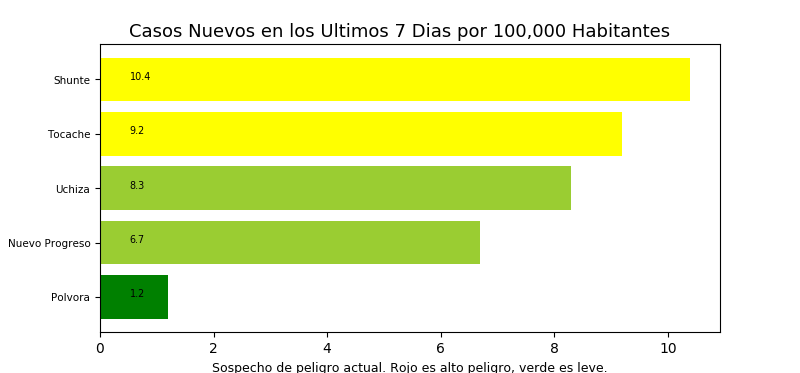 Casos Nuevos en los Ultimos 7 Dias por 100,000 Habitantes
Shunte 10.4
Tocache 9.2
Uchiza 8.3
Nuevo Progreso 6.7
Polvora 1.2
0 2 4 6 8 10
Sospecho de peligro actual. Rojo es alto peligro, verde es leve.